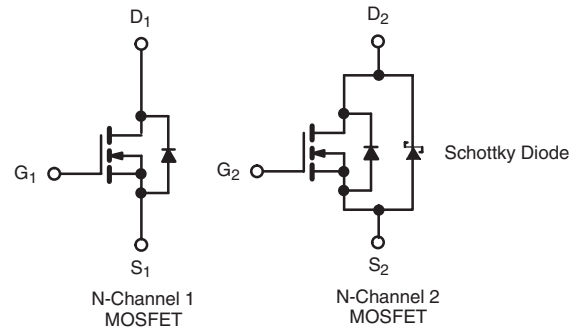 D1
D2
G1
G2
Schottky Diode
S1
S2
N-Channel 1
MOSFET
N-Channel 2
MOSFET